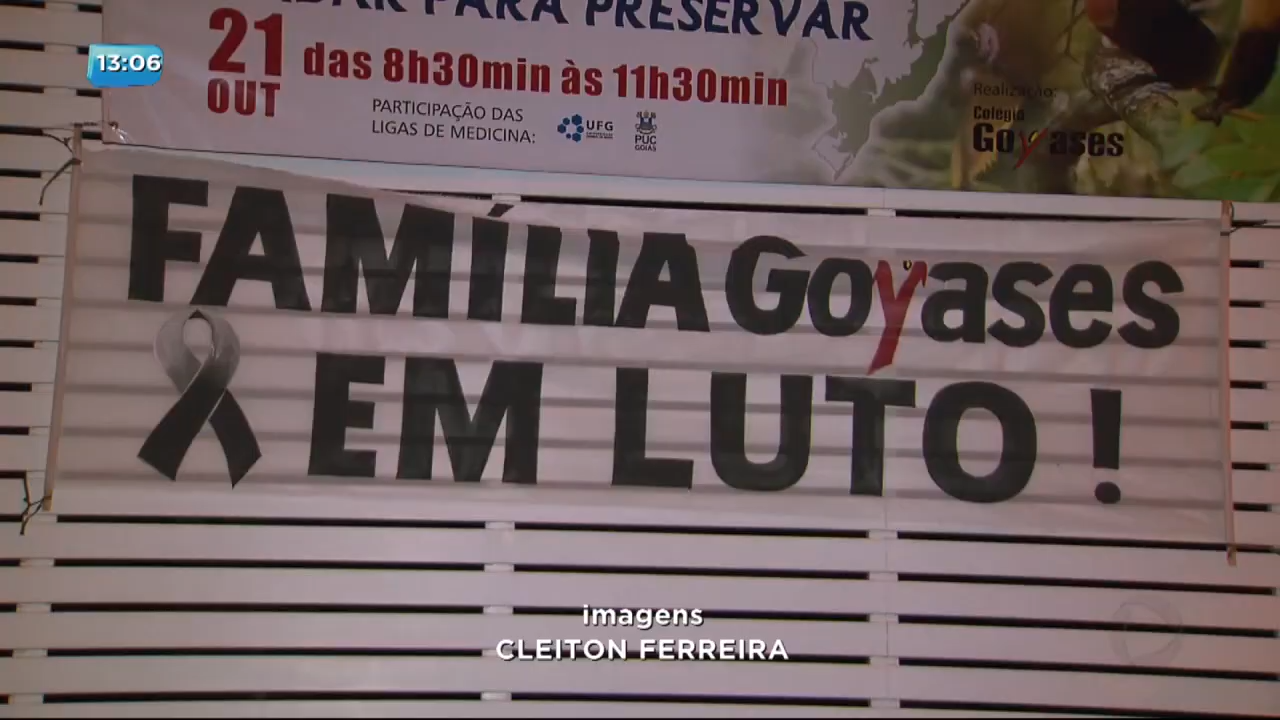 PARA PRESERVAR
13:06
21
OUT
das 8h30min às 11h30min
PARTICIPAÇÃO DAS
LIGAS DE MEDICINA:
UFG
PUC
GOIÁS
Realização:
Colégio
Goyases
FAMÍLIA Goyases
EM LUTO !
imagens
CLEITON FERREIRA